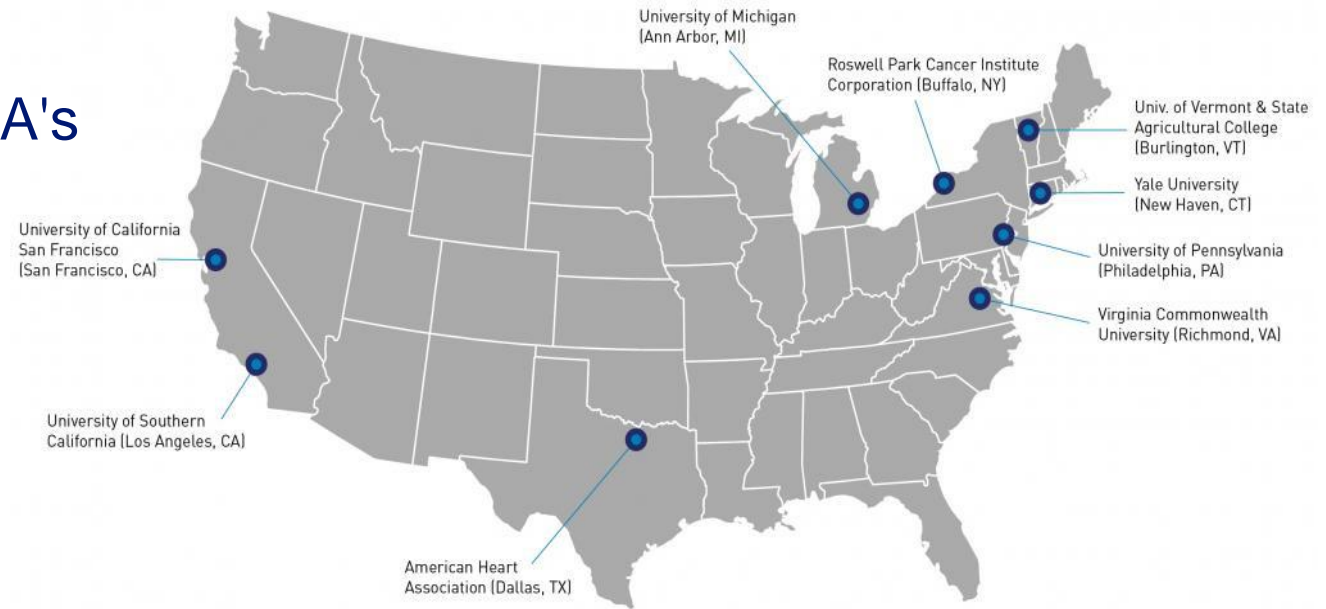 A's
University of Michigan
(Ann Arbor, MI)
Roswell Park Cancer Institute
Corporation (Buffalo, NY)
Univ. of Vermont & State
Agricultural College
(Burlington, VT)
Yale University
(New Haven, CT)
University of Pennsylvania
(Philadelphia, PA)
Virginia Commonwealth
University (Richmond, VA)
University of California
San Francisco
(San Francisco, CA)
University of Southern
California (Los Angeles, CA)
American Heart
Association (Dallas, TX)